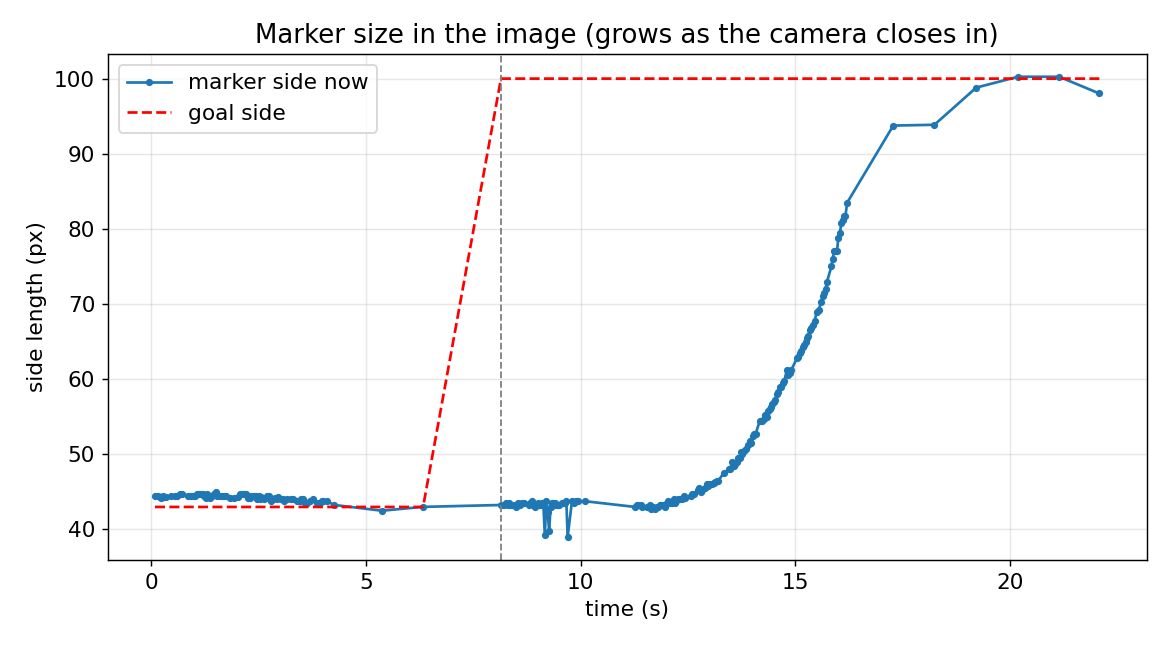 Marker size in the image (grows as the camera closes in)
marker side now
goal side
side length (px)
100
90
80
70
60
50
40
0
5
10
15
20
time (s)